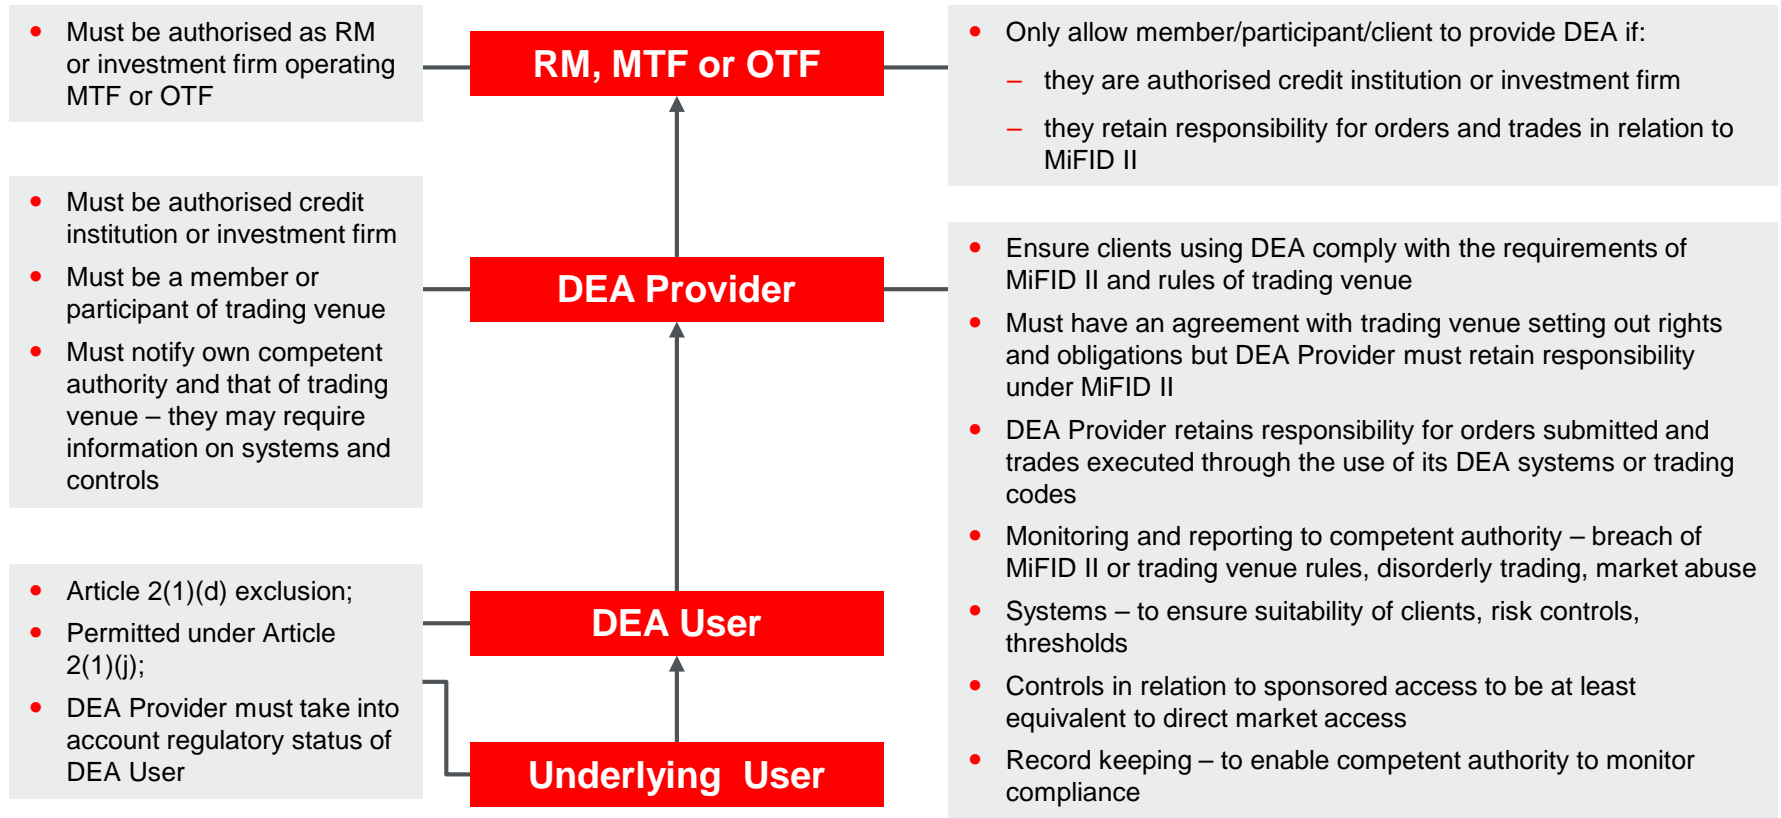 • Must be authorised as RM
or investment firm operating
MTF or OTF
RM, MTF or OTF
• Only allow member/participant/client to provide DEA if:
– they are authorised credit institution or investment firm
– they retain responsibility for orders and trades in relation to
MiFID II
• Must be authorised credit
institution or investment firm
• Must be a member or
participant of trading venue
• Must notify own competent
authority and that of trading
venue – they may require
information on systems and
controls
DEA Provider
• Ensure clients using DEA comply with the requirements of
MiFID II and rules of trading venue
• Must have an agreement with trading venue setting out rights
and obligations but DEA Provider must retain responsibility
under MiFID II
• DEA Provider retains responsibility for orders submitted and
trades executed through the use of its DEA systems or trading
codes
• Monitoring and reporting to competent authority – breach of
MiFID II or trading venue rules, disorderly trading, market abuse
• Systems – to ensure suitability of clients, risk controls,
thresholds
• Controls in relation to sponsored access to be at least
equivalent to direct market access
• Record keeping – to enable competent authority to monitor
compliance
• Article 2(1)(d) exclusion;
• Permitted under Article
2(1)(j);
• DEA Provider must take into
account regulatory status of
DEA User
DEA User
Underlying User